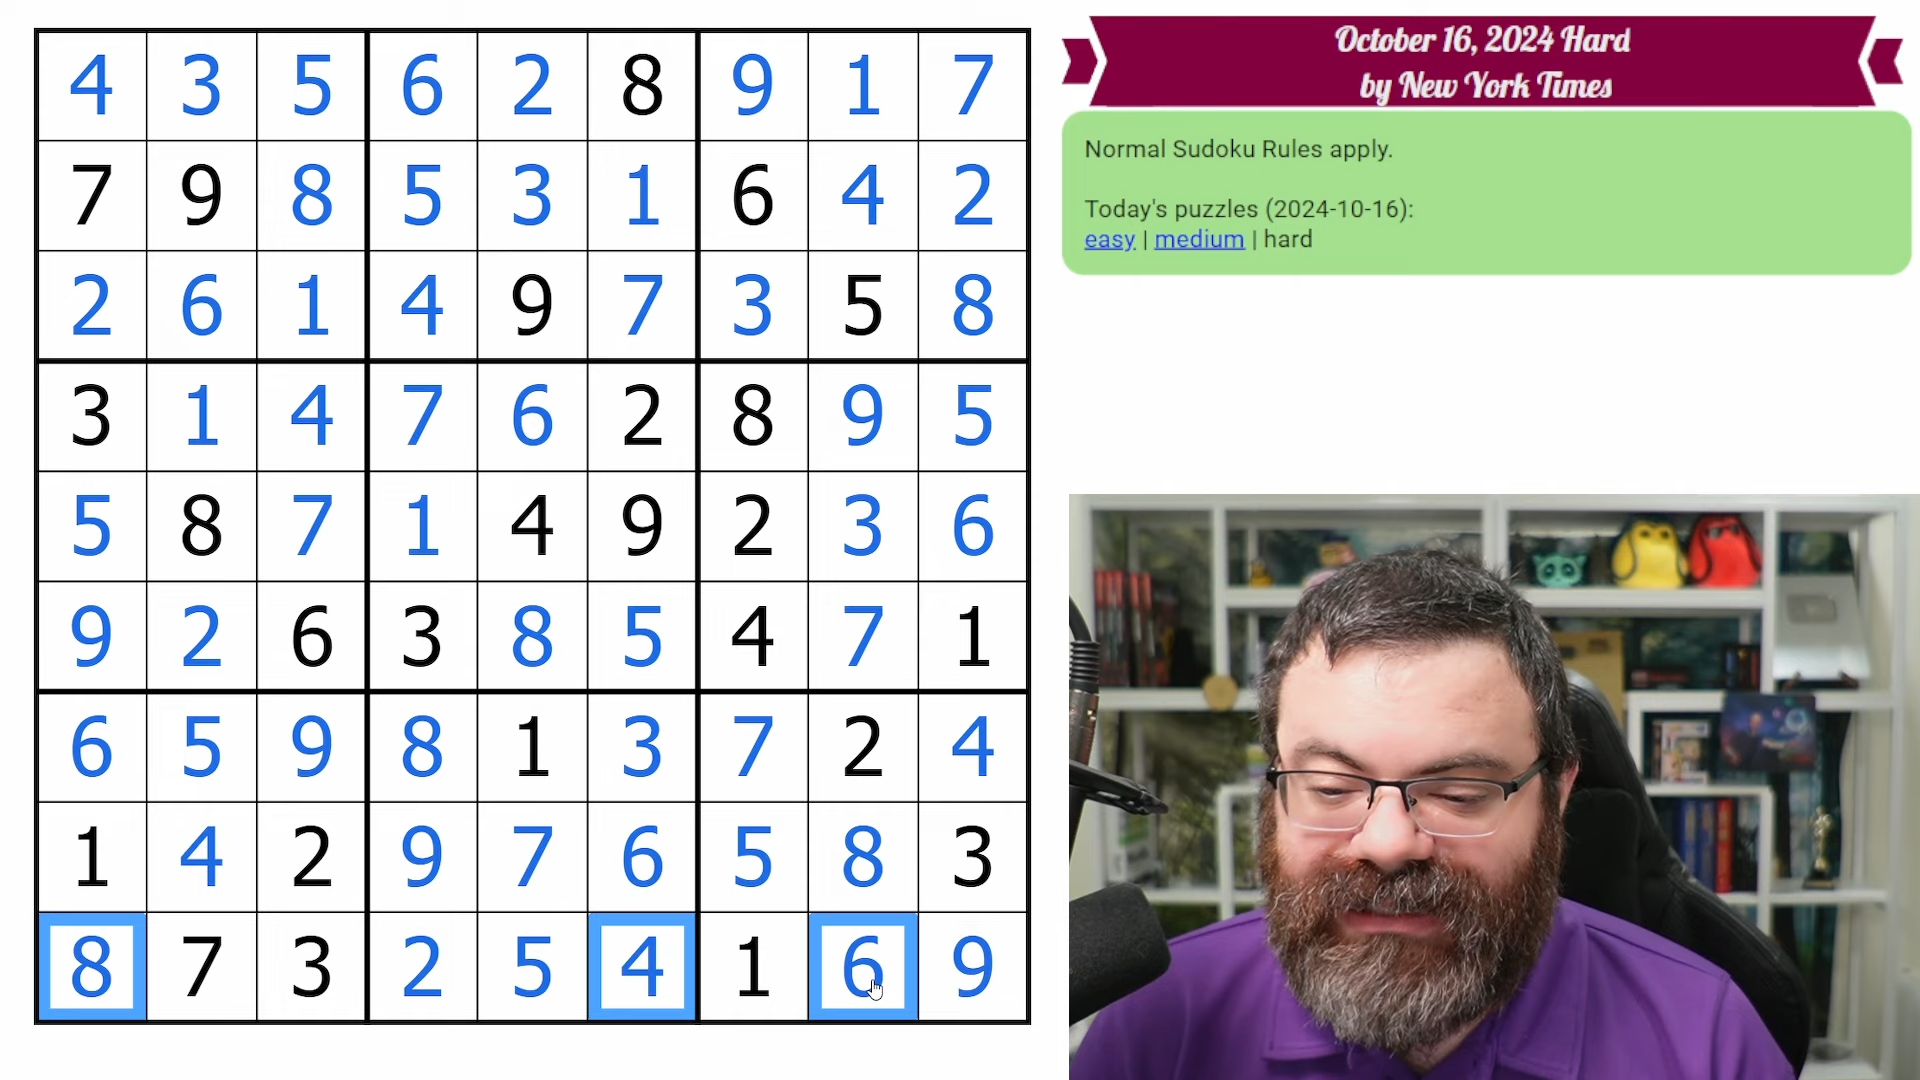 October 16, 2024 Hard
by New York Times
Normal Sudoku Rules apply.
Today's puzzles (2024-10-16):
easy | medium | hard
4 3 5 6 2 8 9 1 7
7 9 8 5 3 1 6 4 2
2 6 1 4 9 7 3 5 8
3 1 4 7 6 2 8 9 5
5 8 7 1 4 9 2 3 6
9 2 6 3 8 5 4 7 1
6 5 9 8 1 3 7 2 4
1 4 2 9 7 6 5 8 3
8 7 3 2 5 4 1 6 9